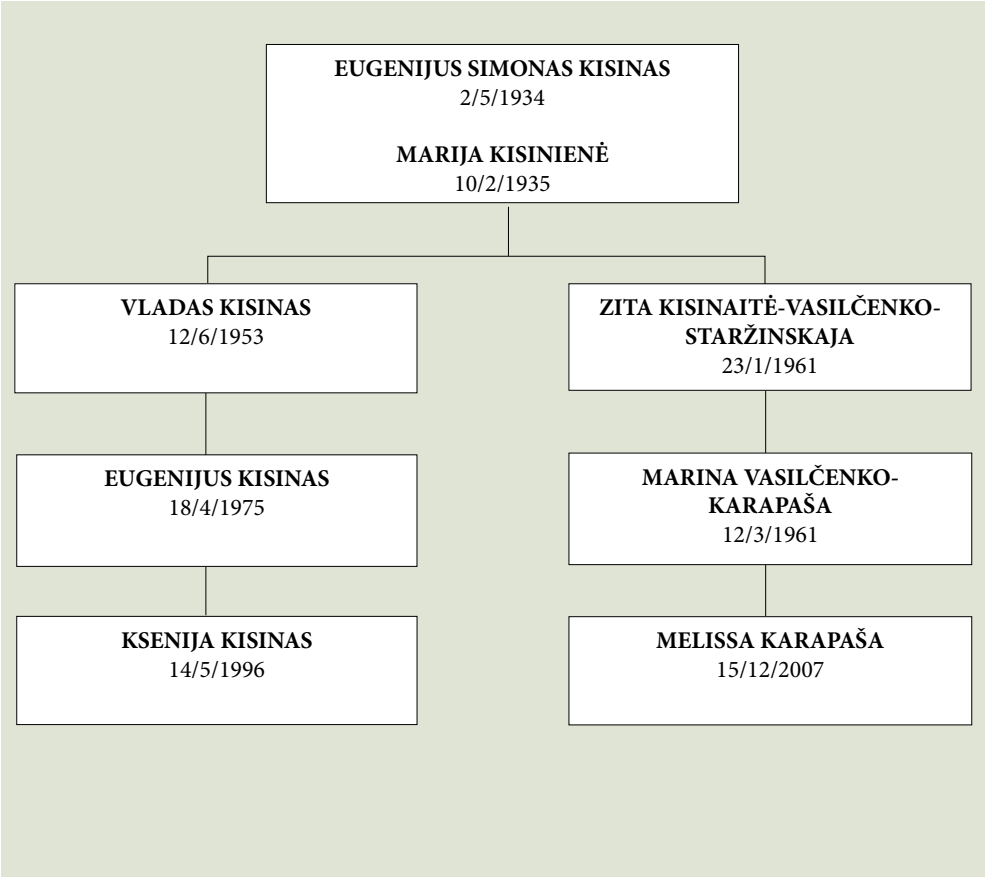 EUGENIJUS SIMONAS KISINAS
2/5/1934
MARIJA KISINIENĖ
10/2/1935
VLADAS KISINAS
12/6/1953
ZITA KISINAITĖ-VASILČENKO-
STARŽINSKAJA
23/1/1961
EUGENIJUS KISINAS
18/4/1975
MARINA VASILČENKO-
KARAPAŠA
12/3/1961
KSENIJA KISINAS
14/5/1996
MELISSA KARAPAŠA
15/12/2007